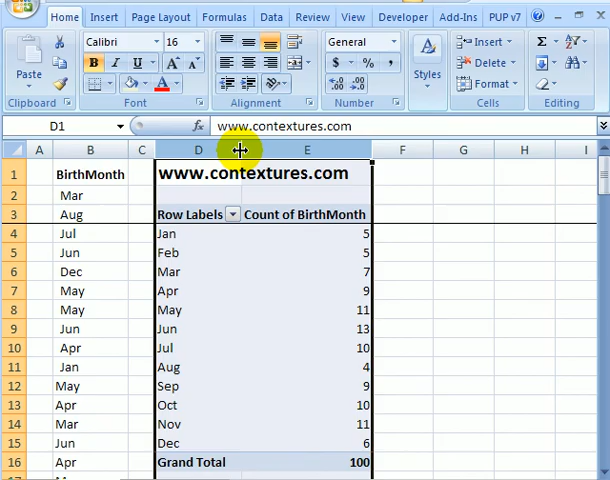 Home Insert Page Layout Formulas Data Review View Developer Add-Ins PUP v7
Calibri 16 General Insert Σ
Paste B I U A A Styles Delete
A $ % , Format
Clipboard Font Alignment Number Cells Editing
D1 fx www.contextures.com
A B C D E F G H I
1 BirthMonth www.contextures.com
2 Mar
3 Aug Row Labels Count of BirthMonth
4 Jul Jan 5
5 Jun Feb 5
6 Dec Mar 7
7 May Apr 9
8 May May 11
9 Jun Jun 13
10 Apr Jul 10
11 Jan Aug 4
12 May Sep 9
13 Apr Oct 10
14 Mar Nov 11
15 Jun Dec 6
16 Apr Grand Total 100